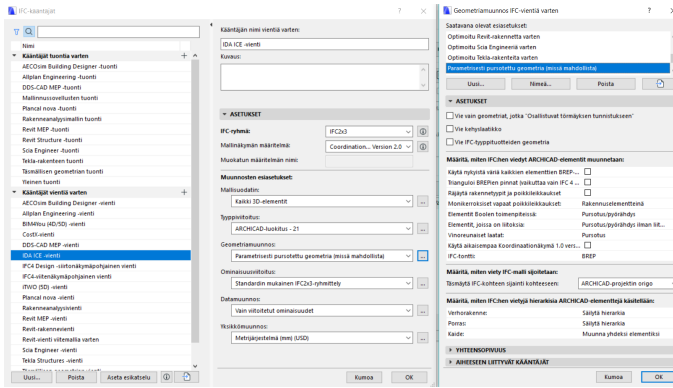 IFC-kääntäjät
Nimi
Kääntäjät tuontia varten
AECOsim Building Designer -tuonti
Allplan Engineering -tuonti
DDS-CAD MEP -tuonti
Mallinnussovellusten tuonti
Plancal nova -tuonti
Rakenneanalyysimallin tuonti
Revit MEP -tuonti
Revit Structure -tuonti
Scia Engineer -tuonti
Tekla-rakenteen tuonti
Täsmällisen geometrian tuonti
Yleinen tuonti
Kääntäjät vientiä varten
AECOsim Building Designer -vienti
Allplan Engineering -vienti
BIM4You (4D/5D) -vienti
CostX-vienti
DDS-CAD MEP -vienti
IDA ICE -vienti
IFC4 Design -siirtonäkymäpohjainen vienti
IFC4-viitenäkymäpohjainen vienti
iTWO (5D) -vienti
Plancal nova -vienti
Rakenneanalyysivienti
Revit MEP -vienti
Revit-rakennevienti
Revit-vienti viitemallia varten
Scia Engineer -vienti
Tekla Structures -vienti
Uusi...
Poista
Aseta esikatselu
Kääntäjän nimi vientiä varten:
IDA ICE -vienti
Kuvaus:
ASETUKSET
IFC-ryhmä:
IFC2x3
Mallinäkymän määritelmä:
Coordination... Version 2.0
Muokatun määritelmän nimi:
Muunnosten esiasetukset:
Mallisuodatin:
Kaikki 3D-elementit
Tyyppiviitoitus:
ARCHICAD-luokitus - 21
Geometriamuunnos:
Parametrisesti pursotettu geometria (missä mahdollista)
Ominaisuusviitoitus:
Standardin mukainen IFC2x3-ryhmittely
Datamuunnos:
Vain viitoitetut ominaisuudet
Yksikkömuunnos:
Metrijärjestelmä (mm) (USD)
Kumoa
OK
Geometriamuunnos IFC-vientiä varten
Saatavana olevat esiasetukset:
Optimoitu Revit-rakennetta varten
Optimoitu Scia Engineeriä varten
Optimoitu Tekla-rakenteita varten
Parametrisesti pursotettu geometria (missä mahdollista)
Uusi...
Nimeä...
Poista
ASETUKSET
Vie vain geometriat, jotka "Osallistuvat törmäyksen tunnistukseen"
Vie kehyslaatikko
Vie IFC-tyyppituotteiden geometria
Määritä, miten IFC:hen viedyt ARCHICAD-elementit muunnetaan:
Käytä nykyistä väriä kaikkien elementtien BREP-...
Trianguloi BREPien pinnat (vaikuttaa vain IFC 4 ...
Räjäytä rakennetyypit ja poikkileikkaukset
Monikerroksiset vapaat poikkileikkaukset: Rakennuselementteinä
Elementit Boolen toimenpiteissä: Pursotus/pyörähdys
Elementit, joissa on liitoksia: Pursotus/pyörähdys ilman liit...
Vinoreunaiset laatat: Pursotus
Käytä aikaisempaa Koordinaationäkymä 1.0 vers...
IFC-tontti: BREP
Määritä, miten viety IFC-malli sijoitetaan:
Täsmäytä IFC-kohteen sijainti kohteeseen: ARCHICAD-projektin origo
Määritä, miten IFC:hen vietyjä hierarkisia ARCHICAD-elementtejä käsitellään:
Verhorakenne: Säilytä hierarkia
Porras: Säilytä hierarkia
Kaide: Muunna yhdeksi elementiksi
YHTEENSOPIVUUS
AIHEESEEN LIITTYVÄT KÄÄNTÄJÄT
Kumoa
OK